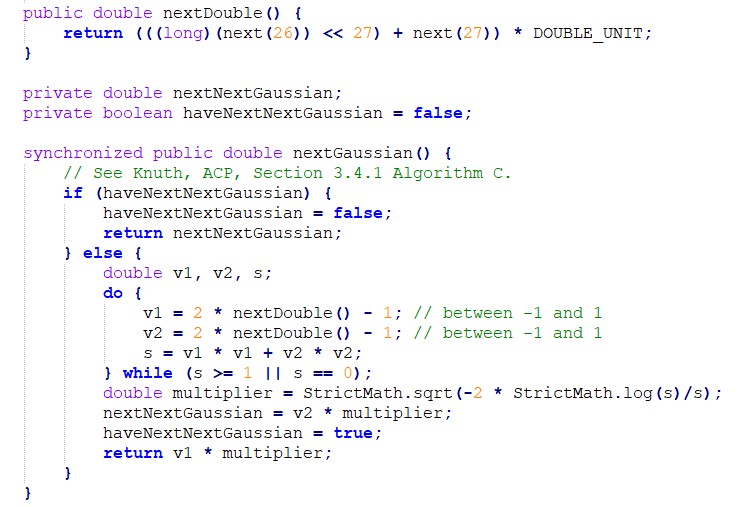 public double nextDouble() {
    return (((long)(next(26)) << 27) + next(27)) * DOUBLE_UNIT;
}

private double nextNextGaussian;
private boolean haveNextNextGaussian = false;

synchronized public double nextGaussian() {
    // See Knuth, ACP, Section 3.4.1 Algorithm C.
    if (haveNextNextGaussian) {
        haveNextNextGaussian = false;
        return nextNextGaussian;
    } else {
        double v1, v2, s;
        do {
            v1 = 2 * nextDouble() - 1; // between -1 and 1
            v2 = 2 * nextDouble() - 1; // between -1 and 1
            s = v1 * v1 + v2 * v2;
        } while (s >= 1 || s == 0);
        double multiplier = StrictMath.sqrt(-2 * StrictMath.log(s)/s);
        nextNextGaussian = v2 * multiplier;
        haveNextNextGaussian = true;
        return v1 * multiplier;
    }
}